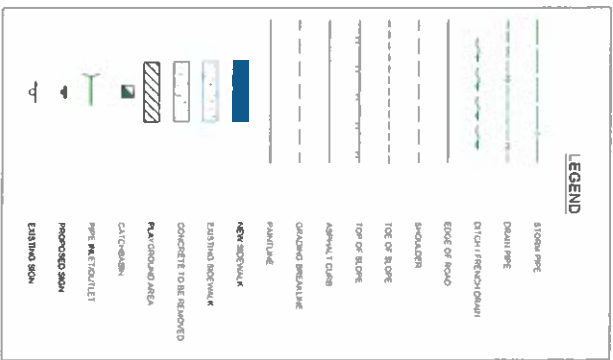 LEGEND
STORM PIPE
DRAIN PIPE
DITCH / FRENCH DRAIN
EDGE OF ROAD
SHOULDER
TOE OF SLOPE
TOP OF SLOPE
ASPHALT CURB
GRADING BREAKLINE
PAINTLINE
NEW SIDEWALK
EXISTING SIDEWALK
CONCRETE TO BE REMOVED
PLAYGROUND AREA
CATCHBASIN
PIPE INLET/OUTLET
PROPOSED SIGN
EXISTING SIGN